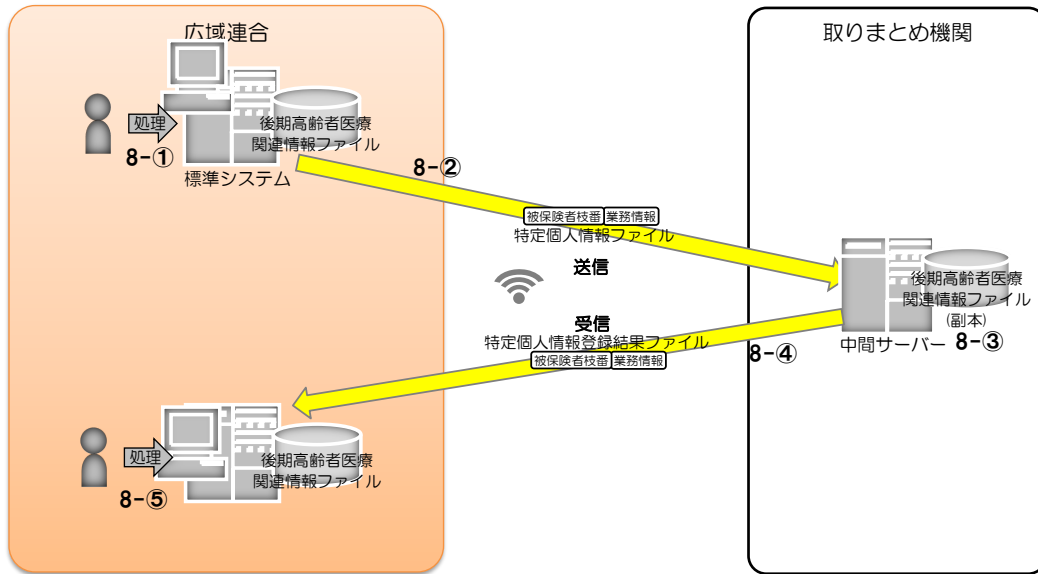 広域連合
処理
8-①
後期高齢者医療
関連情報ファイル
標準システム
8-②
被保険者枝番 業務情報
特定個人情報ファイル
送信
受信
特定個人情報登録結果ファイル
被保険者枝番 業務情報
8-④
取りまとめ機関
後期高齢者医療
関連情報ファイル
(副本)
中間サーバー 8-③
処理
8-⑤
後期高齢者医療
関連情報ファイル